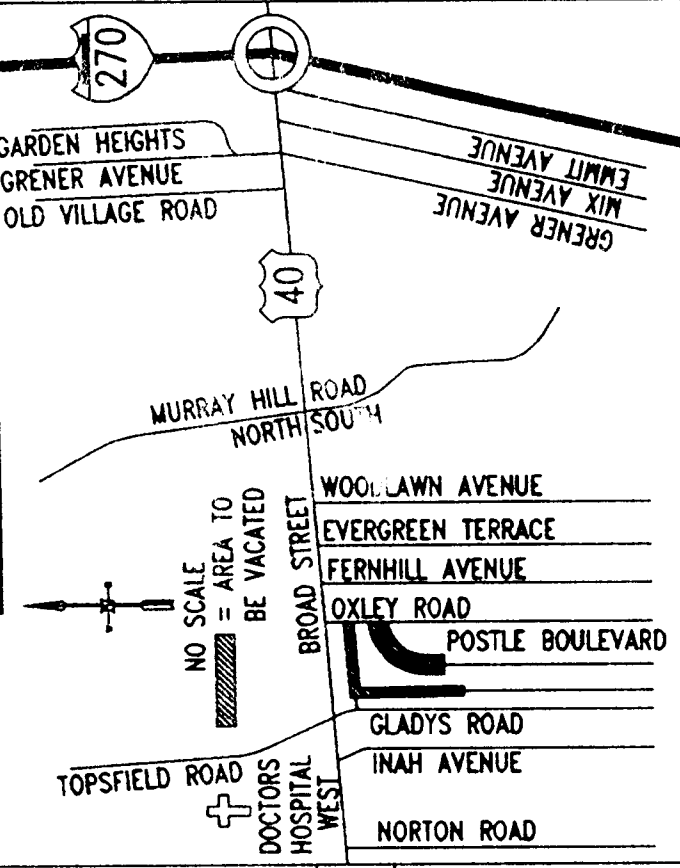 270
GARDEN HEIGHTS
GRENER AVENUE
OLD VILLAGE ROAD
EMMIT AVENUE
MIX AVENUE
GRENER AVENUE
40
MURRAY HILL ROAD
NORTH SOUTH
NO SCALE
= AREA TO
BE VACATED
BROAD STREET
WOODLAWN AVENUE
EVERGREEN TERRACE
FERNHILL AVENUE
OXLEY ROAD
POSTLE BOULEVARD
GLADYS ROAD
INAH AVENUE
TOPSFIELD ROAD
DOCTORS
HOSPITAL
WEST
NORTON ROAD